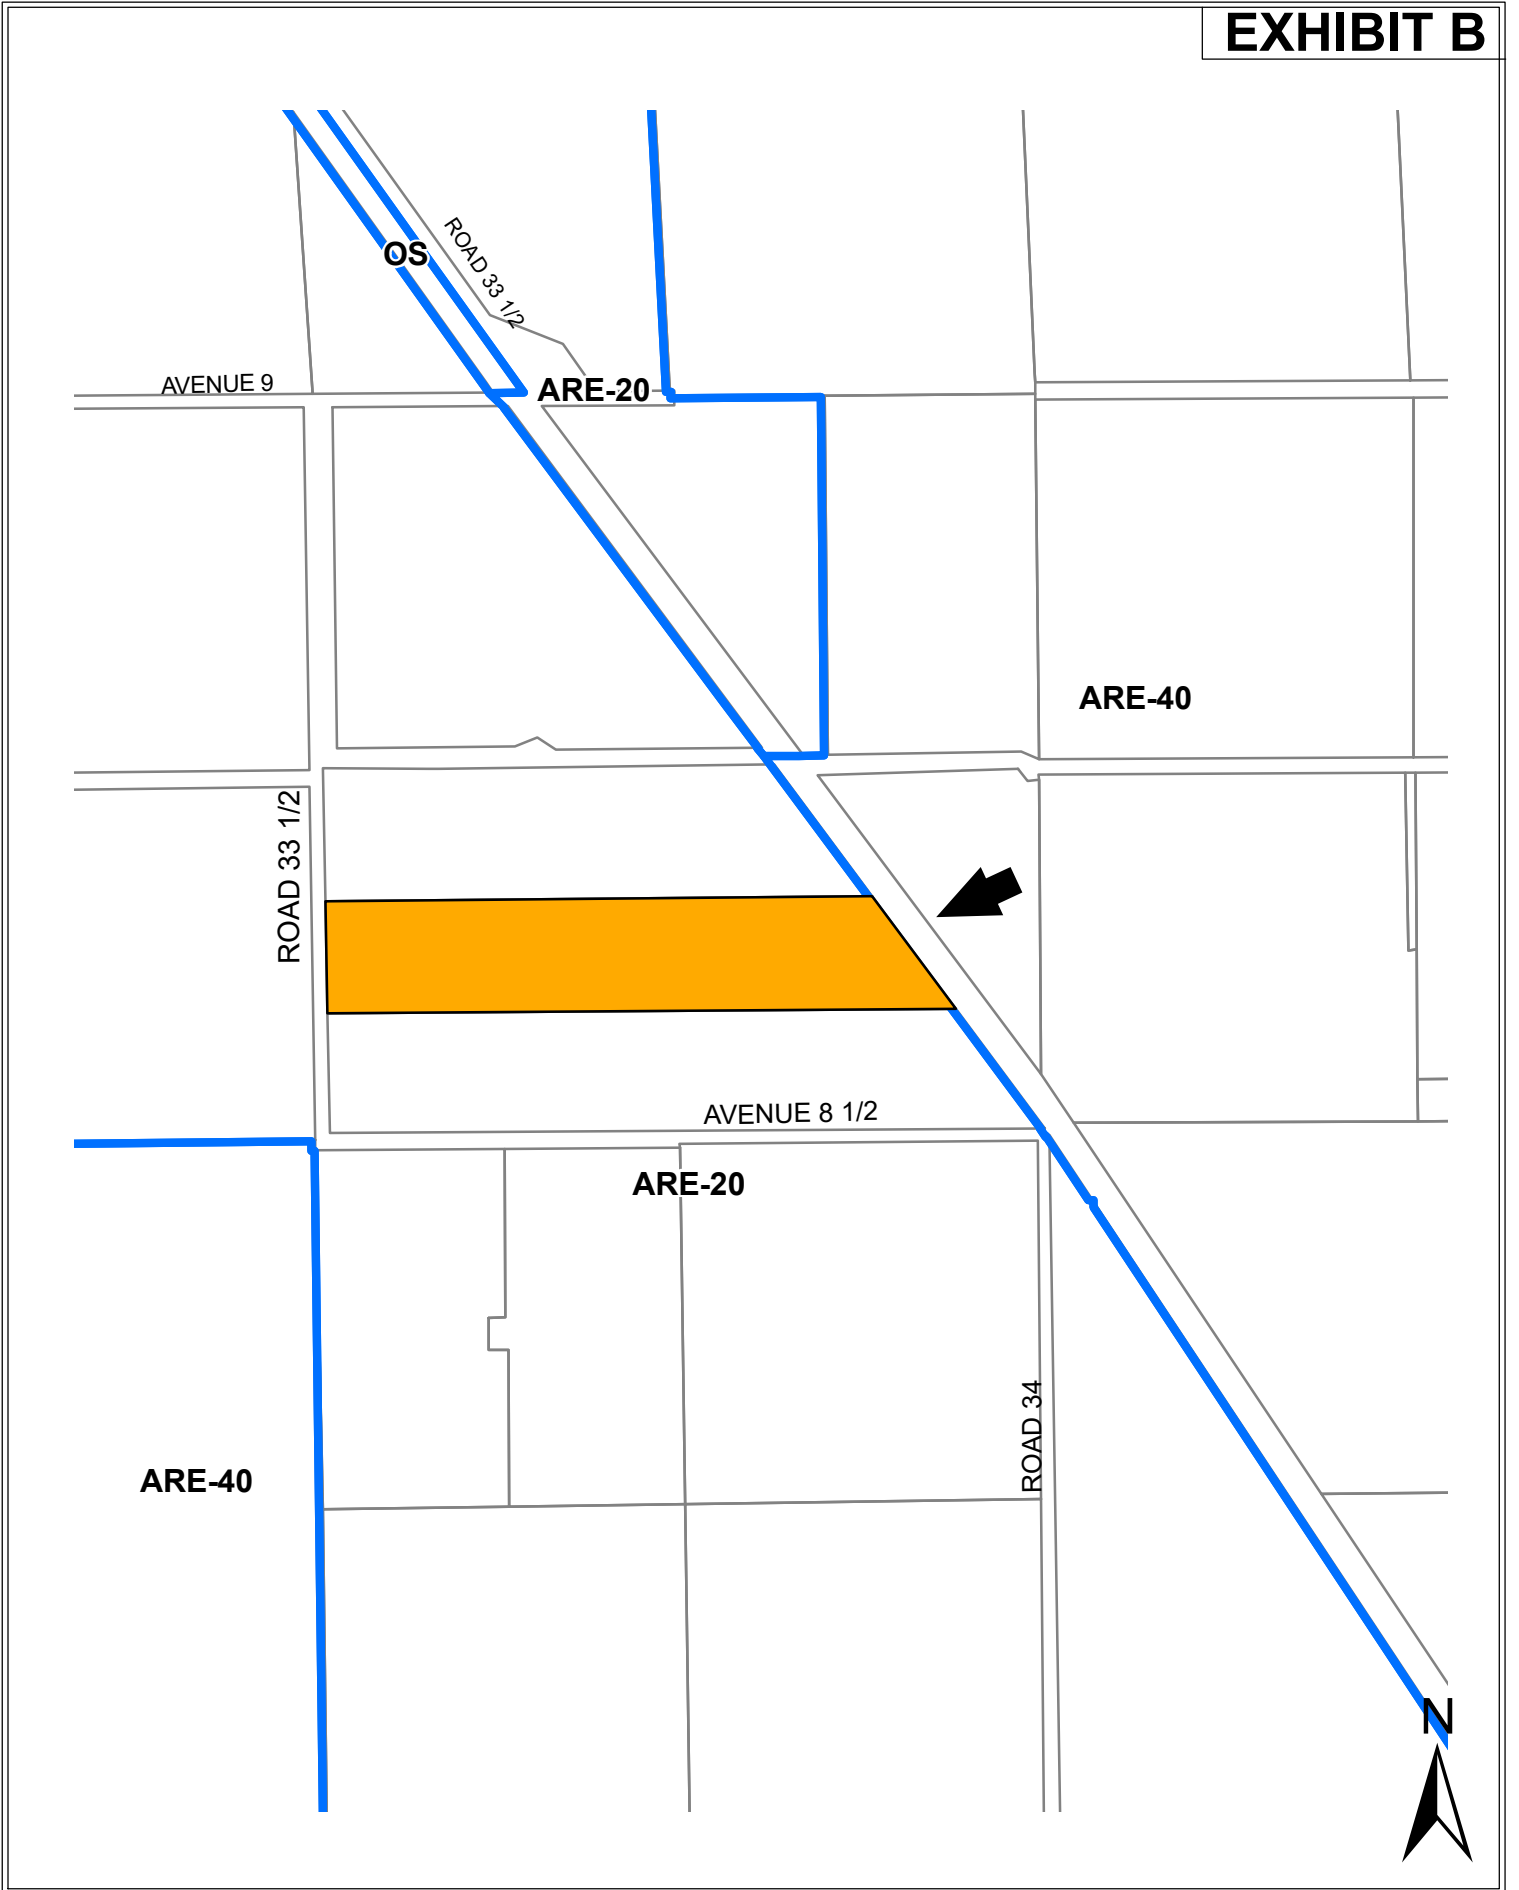 EXHIBIT B
OS
ROAD 33 1/2
AVENUE 9
ARE-20
ARE-40
ROAD 33 1/2
AVENUE 8 1/2
ARE-20
ROAD 34
ARE-40
N